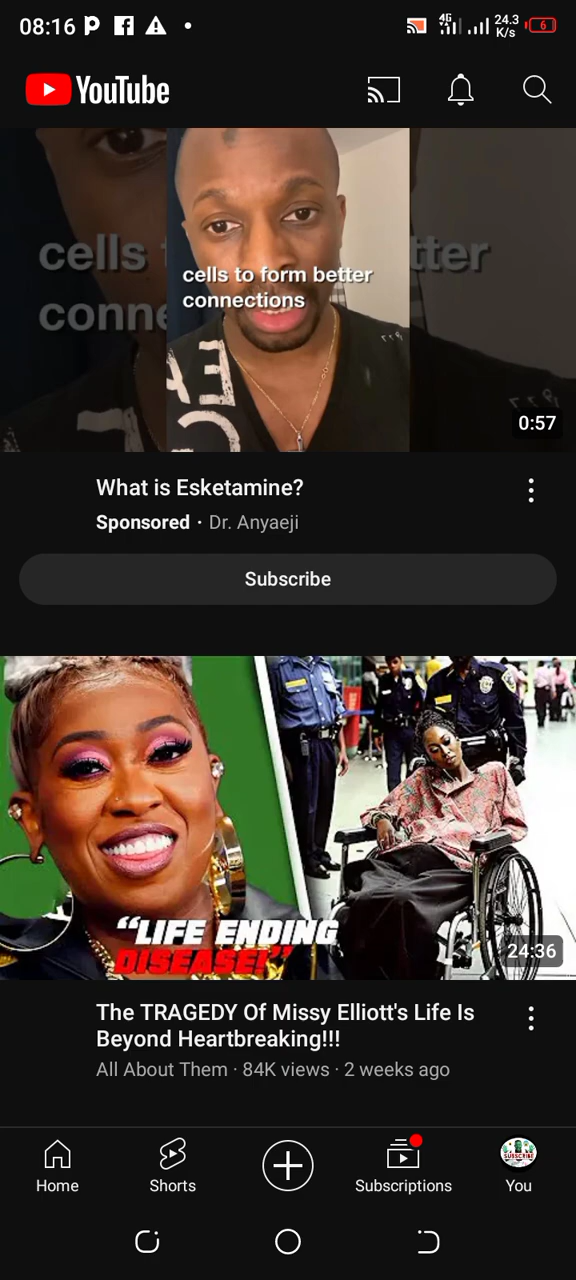 08:16
4G
24.3
K/s
6
YouTube
cells tter
conne
cells to form better
connections
0:57
What is Esketamine?
Sponsored · Dr. Anyaeji
Subscribe
"LIFE ENDING
DISEASE!"
24:36
The TRAGEDY Of Missy Elliott's Life Is
Beyond Heartbreaking!!!
All About Them · 84K views · 2 weeks ago
Home
Shorts
Subscriptions
SUBSCRIBE
You